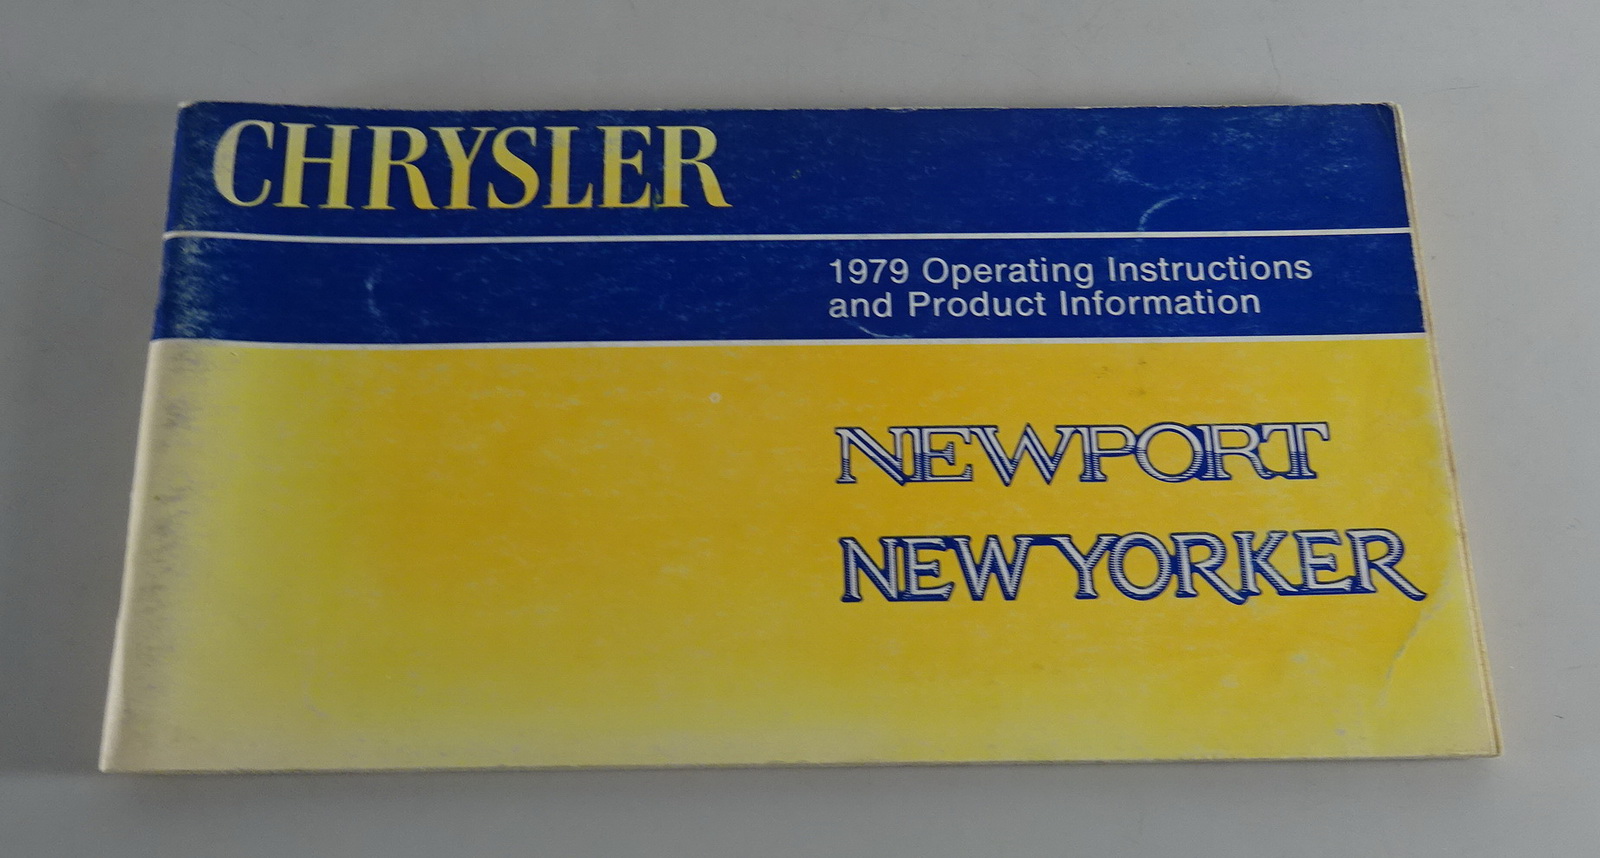 CHRYSLER
1979 Operating Instructions
and Product Information
NEWPORT
NEW YORKER